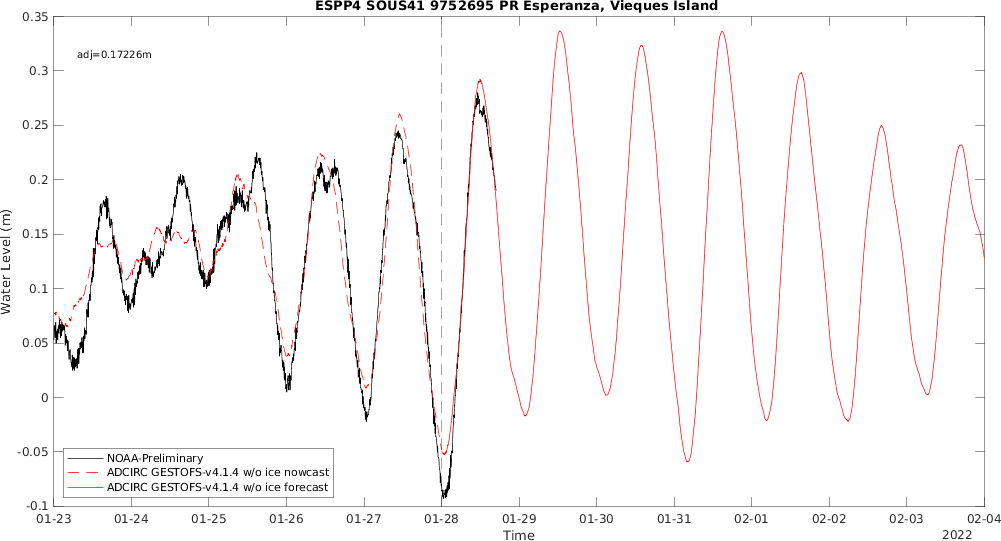 ESPP4 SOUS41 9752695 PR Esperanza, Vieques Island
adj=0.17226m
0.35
0.3
0.25
0.2
0.15
0.1
0.05
0
-0.05
-0.1
Water Level (m)
NOAA-Preliminary
ADCIRC GESTOFS-v4.1.4 w/o ice nowcast
ADCIRC GESTOFS-v4.1.4 w/o ice forecast
01-23 01-24 01-25 01-26 01-27 01-28 01-29 01-30 01-31 02-01 02-02 02-03 02-04
Time
2022